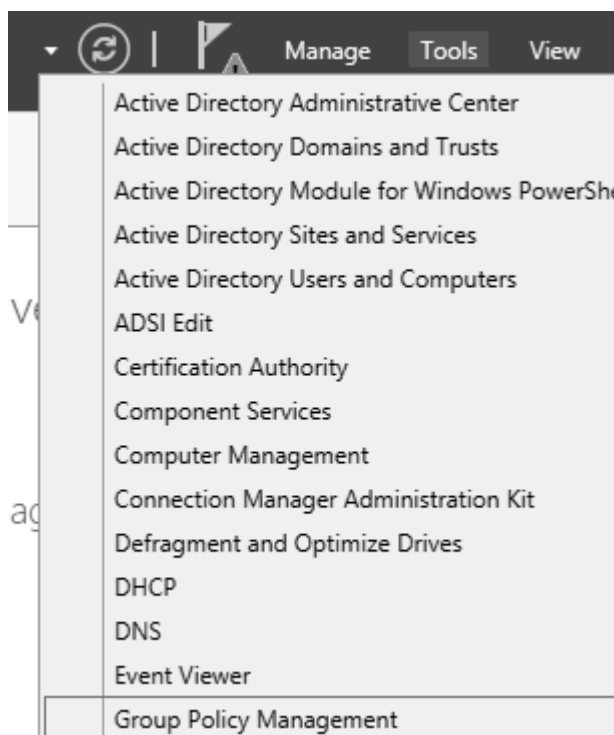 Manage Tools View
Active Directory Administrative Center
Active Directory Domains and Trusts
Active Directory Module for Windows PowerShe
Active Directory Sites and Services
Active Directory Users and Computers
ADSI Edit
Certification Authority
Component Services
Computer Management
Connection Manager Administration Kit
Defragment and Optimize Drives
DHCP
DNS
Event Viewer
Group Policy Management